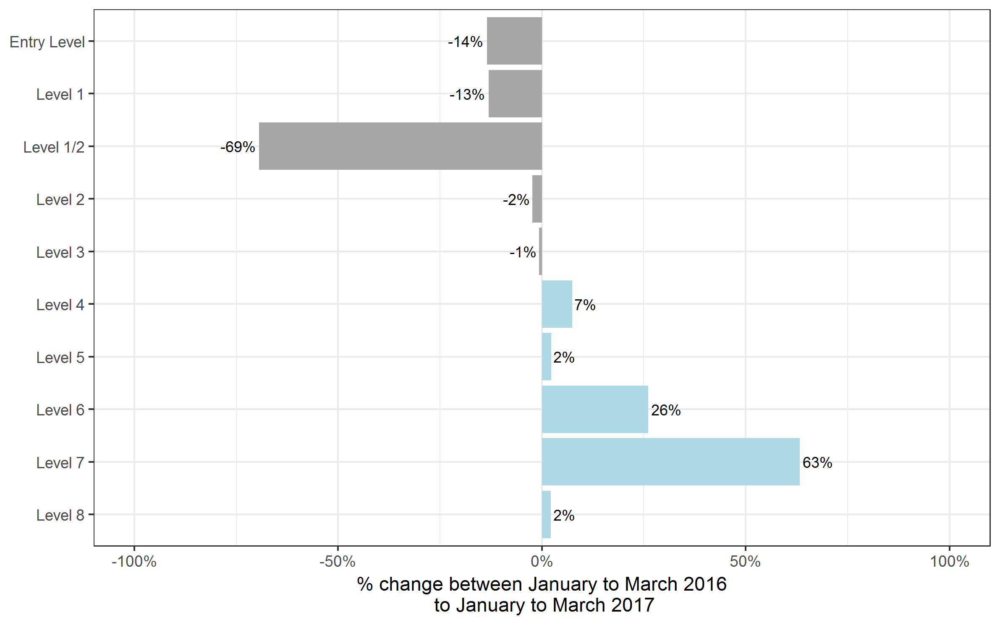 Entry Level
-14%
Level 1
-13%
Level 1/2
-69%
Level 2
-2%
Level 3
-1%
Level 4
7%
Level 5
2%
Level 6
26%
Level 7
63%
Level 8
2%
-100%
-50%
0%
50%
100%
% change between January to March 2016
to January to March 2017